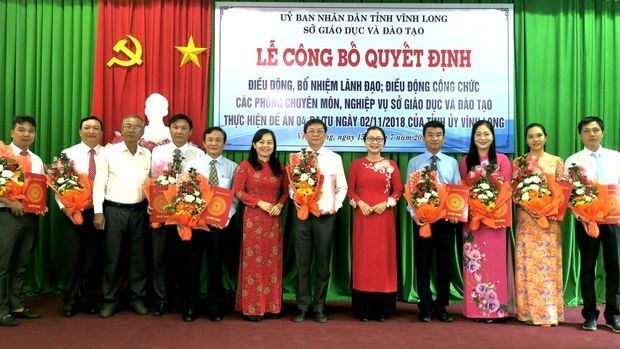 ỦY BAN NHÂN DÂN TỈNH VĨNH LONG
SỞ GIÁO DỤC VÀ ĐÀO TẠO
LỄ CÔNG BỐ QUYẾT ĐỊNH
ĐIỀU ĐỘNG, BỔ NHIỆM LÃNH ĐẠO; ĐIỀU ĐỘNG CÔNG CHỨC
CÁC PHÒNG CHUYÊN MÔN, NGHIỆP VỤ SỞ GIÁO DỤC VÀ ĐÀO TẠO
THỰC HIỆN ĐỀ ÁN 04 TU NGÀY 02/11/2018 CỦA TỈNH ỦY VĨNH LONG
7 năm